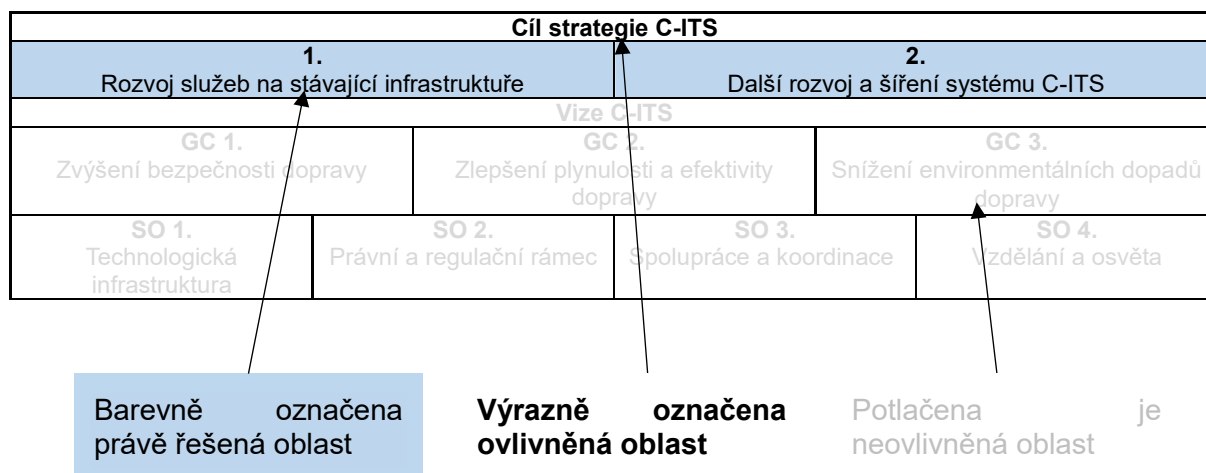 Cíl strategie C-ITS
1.
Rozvoj služeb na stávající infrastruktuře
2.
Další rozvoj a šíření systému C-ITS
Vize C-ITS
GC 1.
Zvýšení bezpečnosti dopravy
GC 2.
Zlepšení plynulosti a efektivity
dopravy
GC 3.
Snížení environmentálních dopadů
dopravy
SO 1.
Technologická
infrastruktura
SO 2.
Právní a regulační rámec
SO 3.
Spolupráce a koordinace
SO 4.
Vzdělání a osvěta
Barevně označena
právě řešená oblast
Výrazně označena
ovlivněná oblast
Potlačena je
neovlivněná oblast